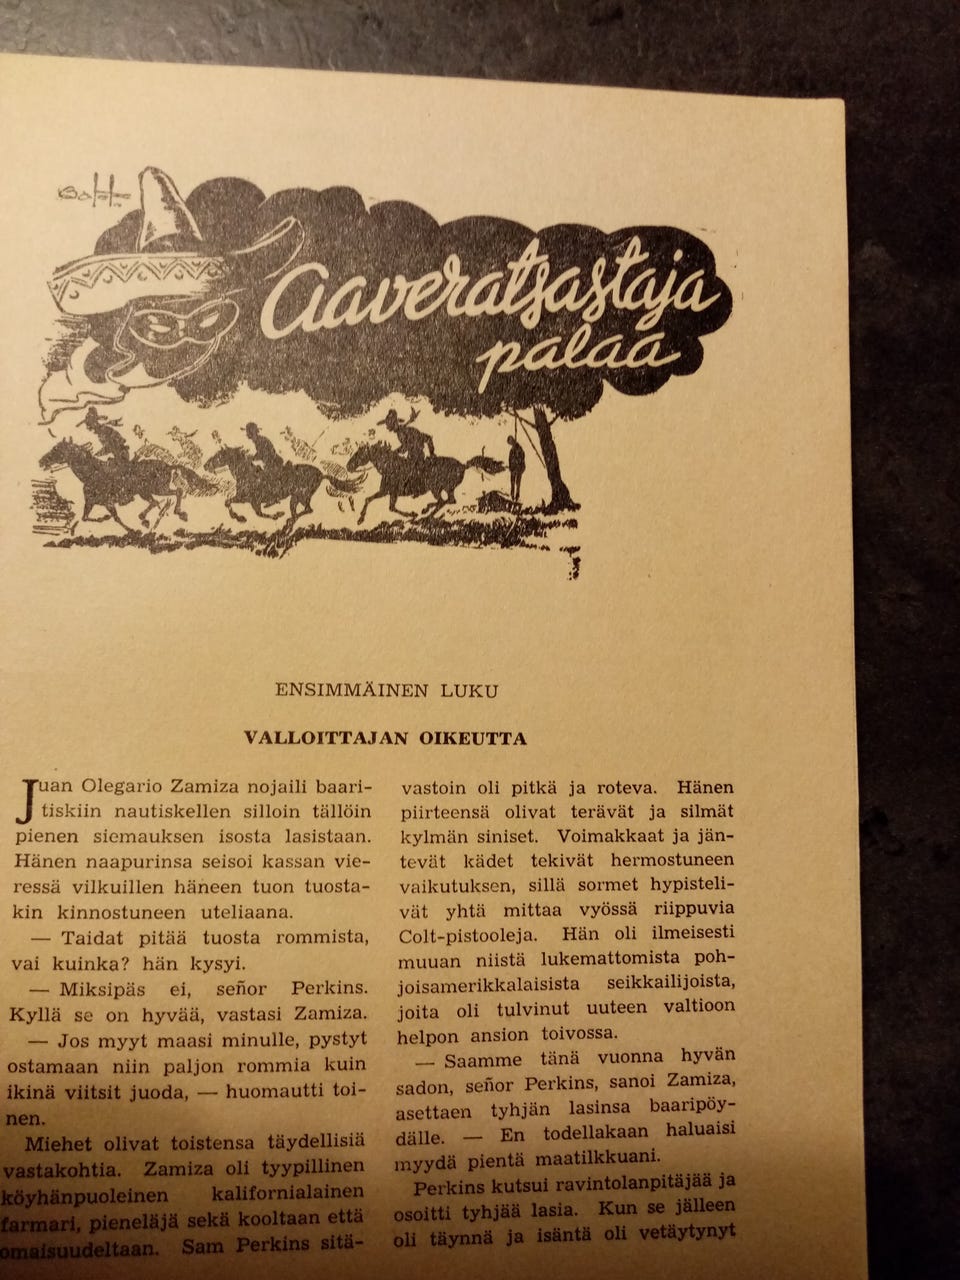 Aaveratsastaja
palaa
ENSIMMÄINEN LUKU
VALLOITTAJAN OIKEUTTA
Juan Olegario Zamiza nojaili baari-
tiskiin nautiskellen silloin tällöin
pienen siemauksen isosta lasistaan.
Hänen naapurinsa seisoi kassan vie-
ressä vilkuillen häneen tuon tuosta-
kin kinnostuneen uteliaana.
— Taidat pitää tuosta rommista,
vai kuinka? hän kysyi.
— Miksipäs ei, señor Perkins.
Kyllä se on hyvää, vastasi Zamiza.
— Jos myyt maasi minulle, pystyt
ostamaan niin paljon rommia kuin
ikinä viitsit juoda, — huomautti toi-
nen.
Miehet olivat toistensa täydellisiä
vastakohtia. Zamiza oli tyypillinen
köyhänpuoleinen kalifornialainen
farmari, pieneläjä sekä kooltaan että
omaisuudeltaan. Sam Perkins sitä-
vastoin oli pitkä ja roteva. Hänen
piirteensä olivat terävät ja silmät
kylmän siniset. Voimakkaat ja jän-
tevät kädet tekivät hermostuneen
vaikutuksen, sillä sormet hypisteli-
vät yhtä mittaa vyössä riippuvia
Colt-pistooleja. Hän oli ilmeisesti
muuan niistä lukemattomista poh-
joisamerikkalaisista seikkailijoista,
joita oli tulvinut uuteen valtioon
helpon ansion toivossa.
— Saamme tänä vuonna hyvän
sadon, señor Perkins, sanoi Zamiza,
asettaen tyhjän lasinsa baaripöy-
dälle. — En todellakaan haluaisi
myydä pientä maatilkkuani.
Perkins kutsui ravintolanpitäjää ja
osoitti tyhjää lasia. Kun se jälleen
oli täynnä ja isäntä oli vetäytynyt